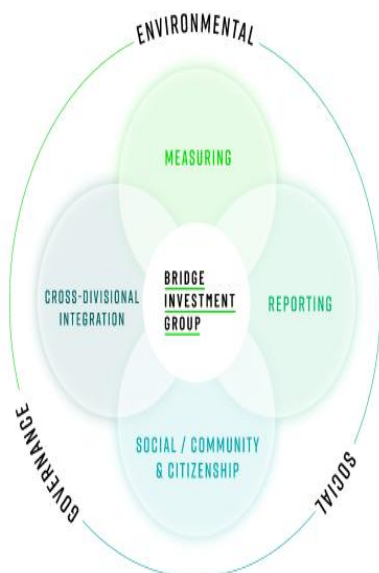 ENVIRONMENTAL
MEASURING
CROSS-DIVISIONAL
INTEGRATION
BRIDGE
INVESTMENT
GROUP
REPORTING
SOCIAL / COMMUNITY
& CITIZENSHIP
GOVERNANCE
SOCIAL